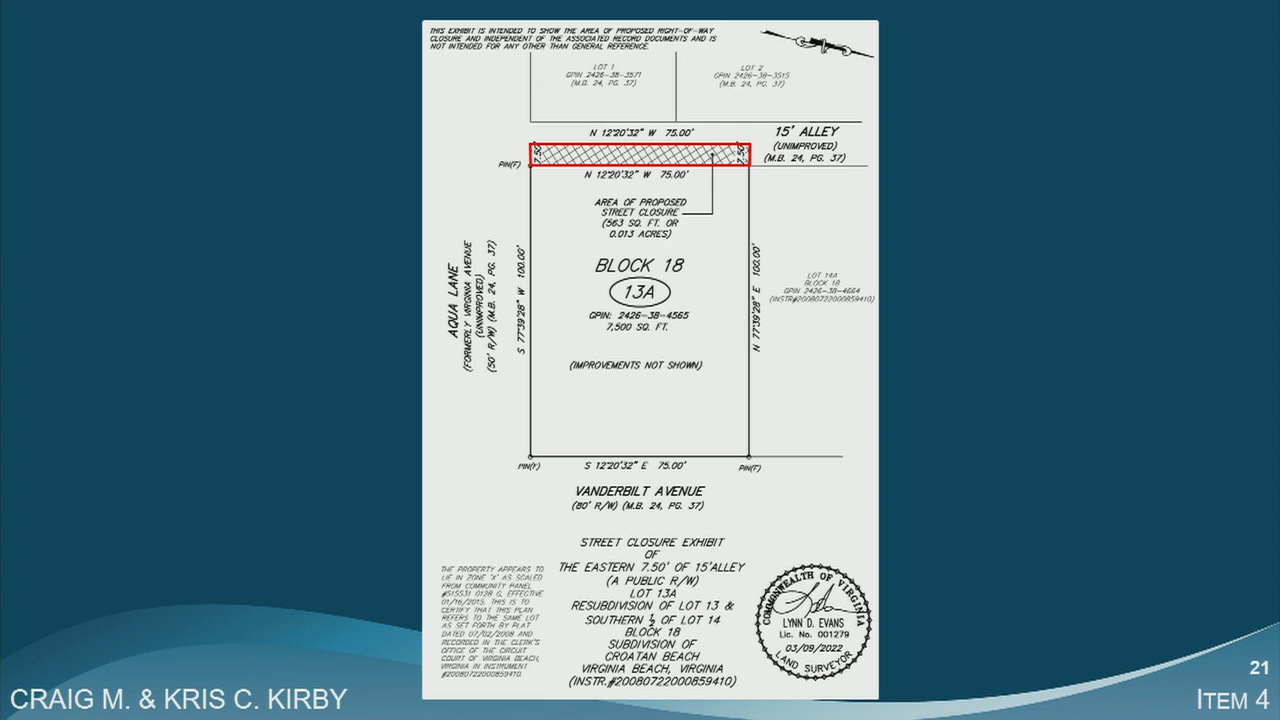 THIS EXHIBIT IS INTENDED TO SHOW THE AREA OF PROPOSED RIGHT-OF-WAY
CLOSURE AND INDEPENDENT OF THE ASSOCIATED RECORD DOCUMENTS AND IS
NOT INTENDED FOR ANY OTHER THAN GENERAL REFERENCE.
LOT 1
GPIN 2426-38-3571
(M.B. 24, PG. 37)
LOT 2
GPIN 2426-38-3515
(M.B. 24, PG. 37)
N 12°20'32" W 75.00'
15' ALLEY
(UNIMPROVED)
(M.B. 24, PG. 37)
7.50'
7.50'
PIN(F)
N 12°20'32" W 75.00'
AREA OF PROPOSED
STREET CLOSURE
(563 SQ. FT. OR
0.013 ACRES)
AQUA LANE
(FORMERLY VIRGINIA AVENUE
(UNIMPROVED)
(50' R/W) (M.B. 24, PG. 37)
S 77°39'28" W 100.00'
BLOCK 18
13A
GPIN: 2426-38-4565
7,500 SQ. FT.
(IMPROVEMENTS NOT SHOWN)
N 77°39'28" E 100.00'
LOT 14A
BLOCK 18
GPIN 2426-38-4664
(INSTR.#20080722000859410)
PIN(F)
S 12°20'32" E 75.00'
PIN(F)
VANDERBILT AVENUE
(80' R/W) (M.B. 24, PG. 37)
STREET CLOSURE EXHIBIT
OF
THE EASTERN 7.50' OF 15'ALLEY
(A PUBLIC R/W)
LOT 13A
RESUBDIVISION OF LOT 13 &
SOUTHERN ½ OF LOT 14
BLOCK 18
SUBDIVISION OF
CROATAN BEACH
VIRGINIA BEACH, VIRGINIA
(INSTR.#20080722000859410)
THE PROPERTY APPEARS TO
LIE IN ZONE 'X' AS SCALED
FROM COMMUNITY PANEL
#515531 0128 G, EFFECTIVE
01/16/2015. THIS IS TO
CERTIFY THAT THIS PLAN
REFERS TO THE SAME LOT
AS SET FORTH BY PLAT
DATED 07/02/2008 AND
RECORDED IN THE CLERK'S
OFFICE OF THE CIRCUIT
COURT OF VIRGINIA BEACH,
VIRGINIA IN INSTRUMENT
#20080722000859410.
COMMONWEALTH OF VIRGINIA
LYNN D. EVANS
Lic. No. 001279
03/09/2022
LAND SURVEYOR
21
CRAIG M. & KRIS C. KIRBY
ITEM 4